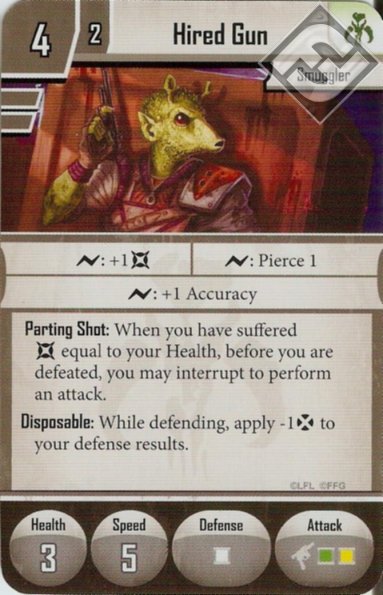 4 2 Hired Gun
Smuggler
: +1
: Pierce 1
: +1 Accuracy
Parting Shot: When you have suffered
equal to your Health, before you are
defeated, you may interrupt to perform
an attack.
Disposable: While defending, apply -1 to
your defense results.
©LFL ©FFG
Health Speed Defense Attack
3 5